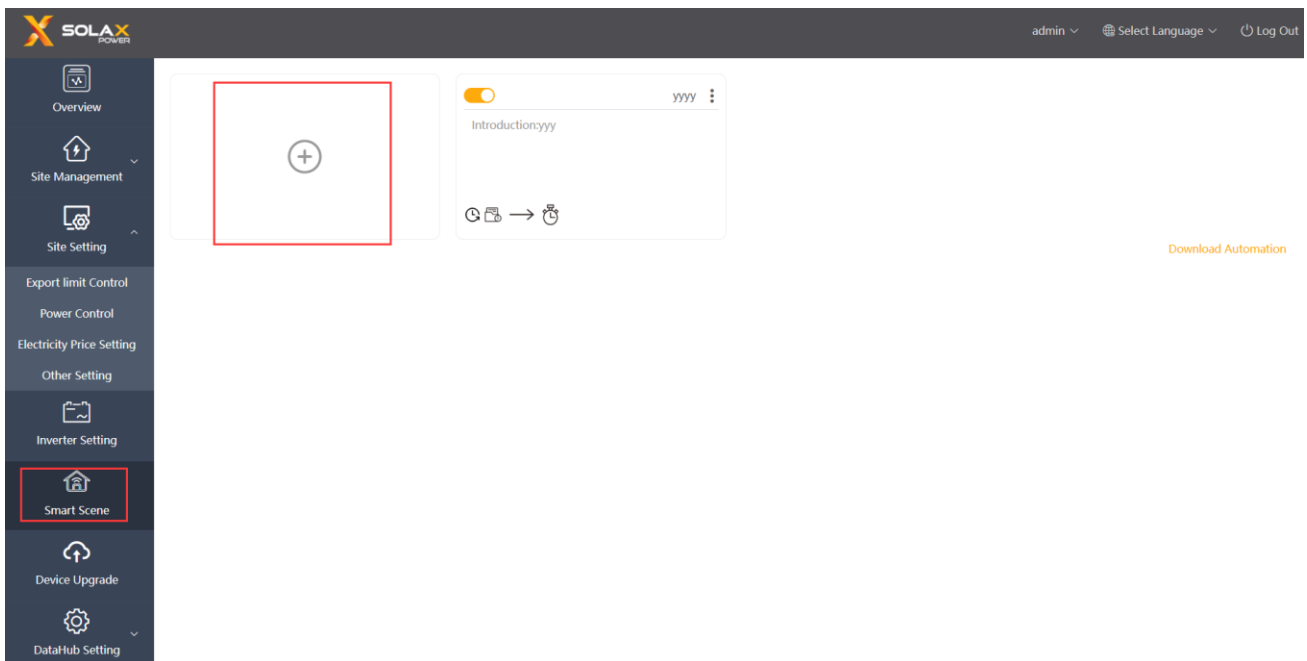 SOLAX
POWER
admin
Select Language
Log Out
Overview
Site Management
Site Setting
Export limit Control
Power Control
Electricity Price Setting
Other Setting
Inverter Setting
Smart Scene
Device Upgrade
DataHub Setting
yyyy
Introduction:yyy
Download Automation